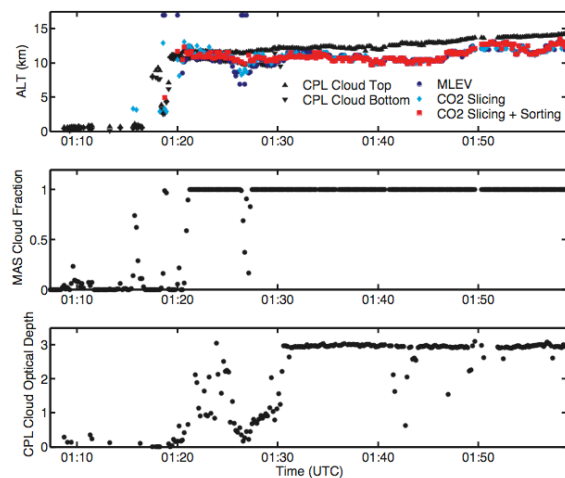 15
10
5
0
ALT (km)
CPL Cloud Top
CPL Cloud Bottom
MLEV
CO2 Slicing
CO2 Slicing + Sorting
01:10 01:20 01:30 01:40 01:50
1
0.5
0
MAS Cloud Fraction
01:10 01:20 01:30 01:40 01:50
3
2
1
0
CPL Cloud Optical Depth
01:10 01:20 01:30 01:40 01:50
Time (UTC)